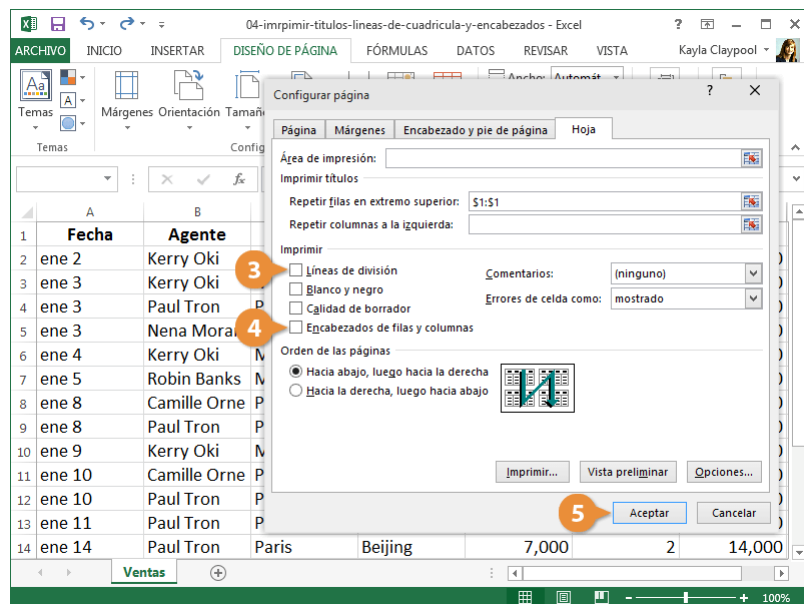 04-imrpimir-titulos-lineas-de-cuadricula-y-encabezados - Excel
ARCHIVO INICIO INSERTAR DISEÑO DE PÁGINA FÓRMULAS DATOS REVISAR VISTA Kayla Claypool
Aa A
Temas Márgenes Orientación
Temas
fx
Configurar página
Página Márgenes Encabezado y pie de página Hoja
Área de impresión:
Imprimir títulos
Repetir filas en extremo superior: $1:$1
Repetir columnas a la izquierda:
Imprimir
3 Líneas de división
Blanco y negro
Calidad de borrador
4 Encabezados de filas y columnas
Comentarios: (ninguno)
Errores de celda como: mostrado
Orden de las páginas
Hacia abajo, luego hacia la derecha
Hacia la derecha, luego hacia abajo
Imprimir... Vista preliminar Opciones...
5 Aceptar Cancelar
A B
1 Fecha Agente
2 ene 2 Kerry Oki
3 ene 3 Kerry Oki
4 ene 3 Paul Tron P
5 ene 3 Nena Mora
6 ene 4 Kerry Oki M
7 ene 5 Robin Banks M
8 ene 8 Camille Orne P
9 ene 8 Paul Tron P
10 ene 9 Kerry Oki M
11 ene 10 Camille Orne P
12 ene 10 Paul Tron P
13 ene 11 Paul Tron P
14 ene 14 Paul Tron Paris Beijing 7,000 2 14,000
Ventas
100%